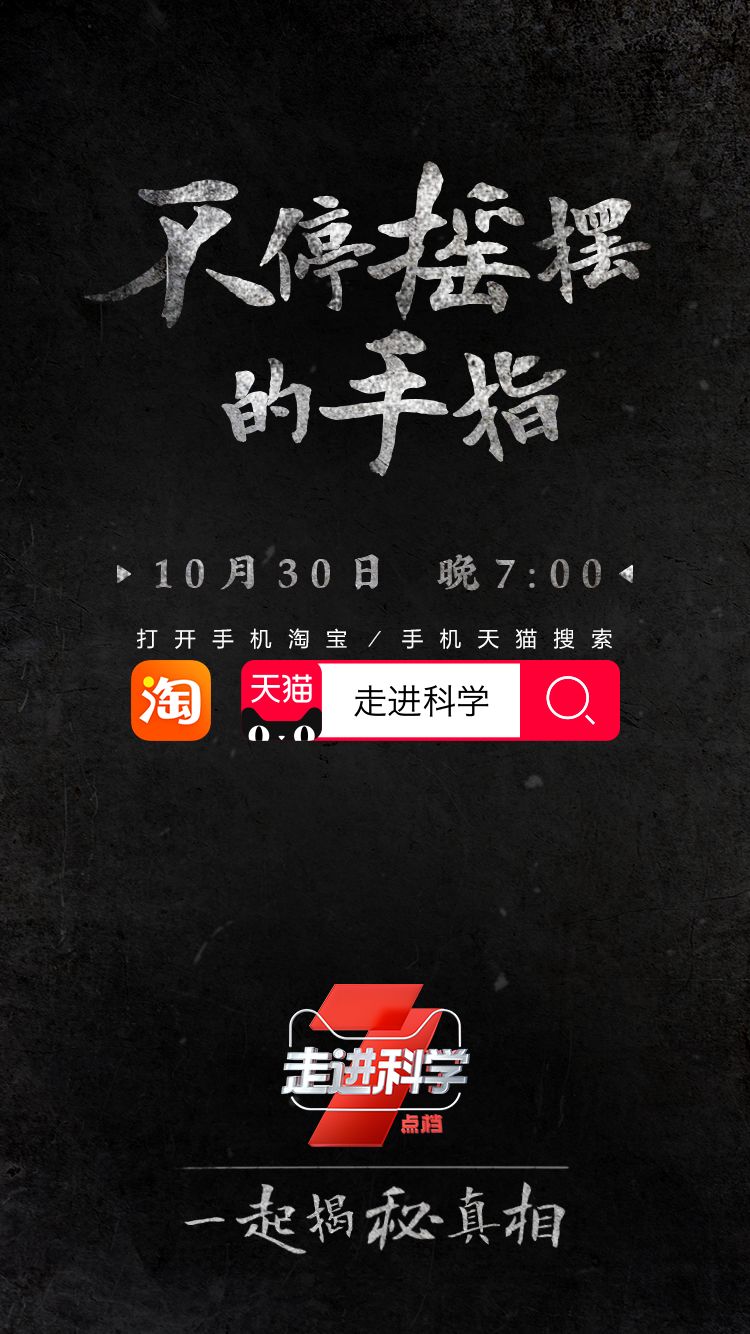 不停摇摆
的手指
10月30日 晚7:00
打开手机淘宝/手机天猫搜索
淘 天猫 走进科学
7
走进科学
点档
一起揭秘真相